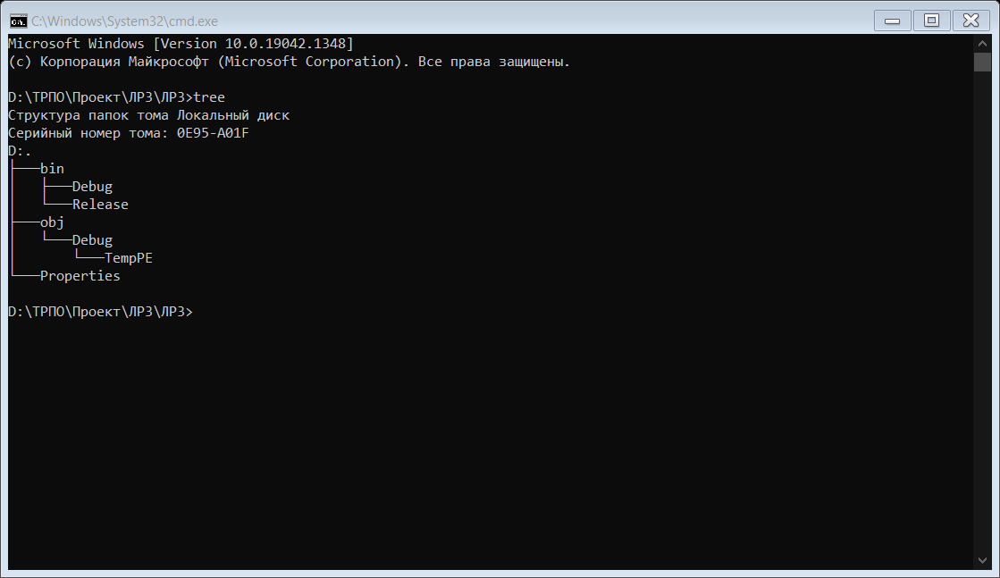 C:\Windows\System32\cmd.exe
Microsoft Windows [Version 10.0.19042.1348]
(c) Корпорация Майкрософт (Microsoft Corporation). Все права защищены.
D:\ТРПО\Проект\ЛР3\ЛР3>tree
Структура папок тома Локальный диск
Серийный номер тома: 0E95-A01F
D:.
├───bin
│   ├───Debug
│   └───Release
├───obj
│   └───Debug
│       └───TempPE
└───Properties
D:\ТРПО\Проект\ЛР3\ЛР3>